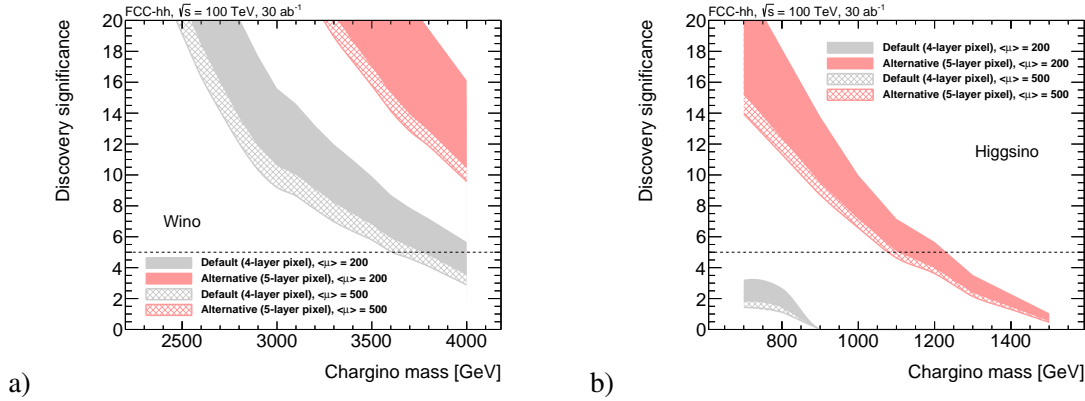 FCC-hh, √s = 100 TeV, 30 ab⁻¹
Discovery significance
20
18
16
14
12
10
8
6
4
2
0
Wino
Default (4-layer pixel), <μ> = 200
Alternative (5-layer pixel), <μ> = 200
Default (4-layer pixel), <μ> = 500
Alternative (5-layer pixel), <μ> = 500
2500 3000 3500 4000
Chargino mass [GeV]
a)
FCC-hh, √s = 100 TeV, 30 ab⁻¹
Discovery significance
20
18
16
14
12
10
8
6
4
2
0
Default (4-layer pixel), <μ> = 200
Alternative (5-layer pixel), <μ> = 200
Default (4-layer pixel), <μ> = 500
Alternative (5-layer pixel), <μ> = 500
Higgsino
800 1000 1200 1400
Chargino mass [GeV]
b)